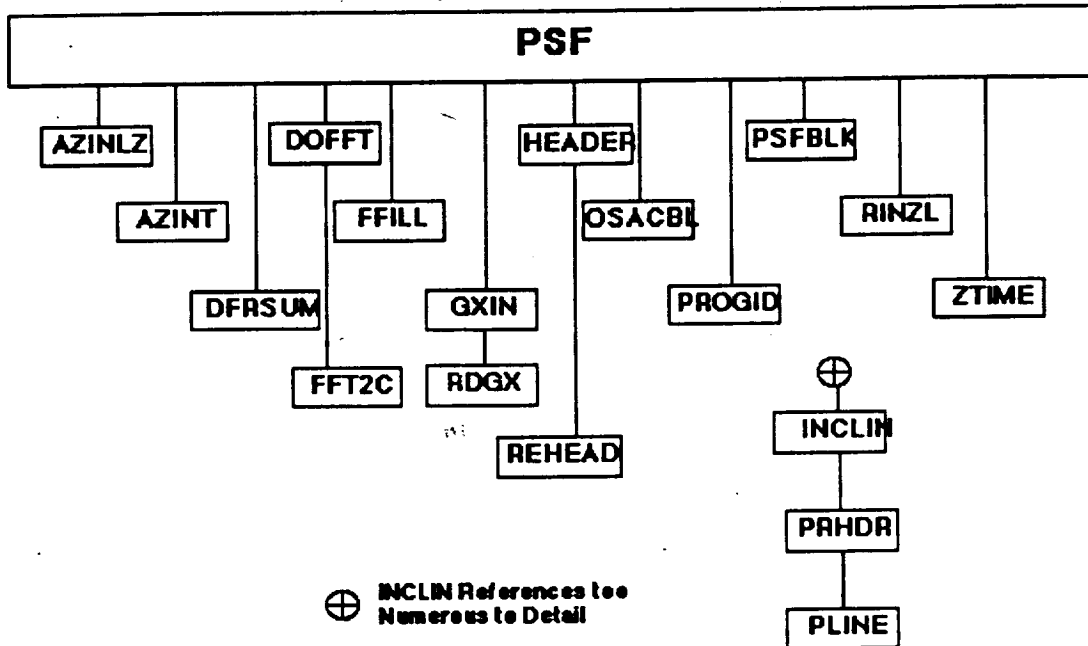 PSF
AZINLZ
DOFFT
HEADER
PSFBLK
AZINT
FFILL
OSACBL
RINZL
DFRSUM
GXIN
PROGID
ZTIME
FFT2C
RDGX
INCLIN
REHEAD
PRHDR
INCLIN References too
Numerous to Detail
PLINE